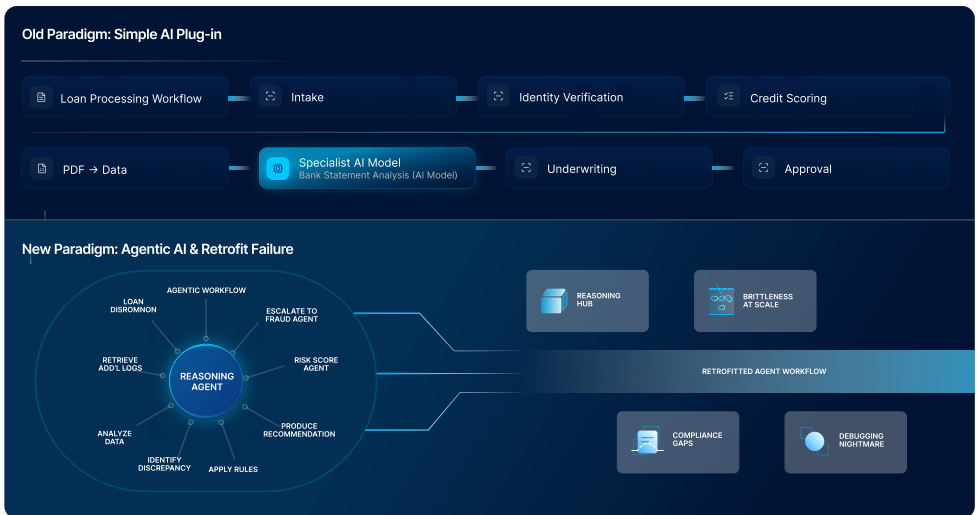 Old Paradigm: Simple AI Plug-in
Loan Processing Workflow
Intake
Identity Verification
Credit Scoring
PDF → Data
Specialist AI Model
Bank Statement Analysis (AI Model)
Underwriting
Approval
New Paradigm: Agentic AI & Retrofit Failure
AGENTIC WORKFLOW
LOAN
DISROMNON
ESCALATE TO
FRAUD AGENT
RETRIEVE
ADD'L LOGS
REASONING
AGENT
RISK SCORE
AGENT
ANALYZE
DATA
PRODUCE
RECOMMENDATION
IDENTIFY
DISCREPANCY
APPLY RULES
REASONING
HUB
BRITTLENESS
AT SCALE
RETROFITTED AGENT WORKFLOW
COMPLIANCE
GAPS
DEBUGGING
NIGHTMARE